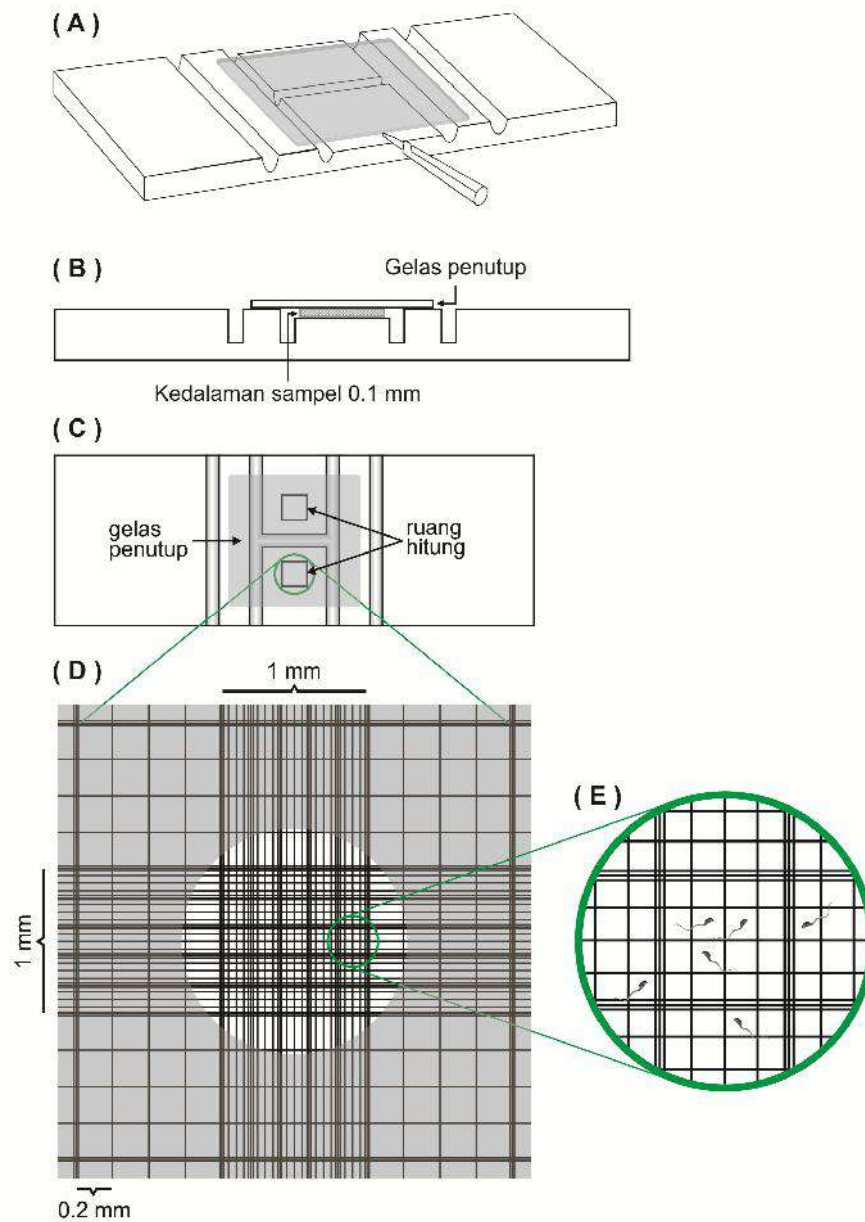 (A)
(B)
Gelas penutup
Kedalaman sampel 0.1 mm
(C)
gelas
penutup
ruang
hitung
(D)
1 mm
(E)
1 mm
0.2 mm